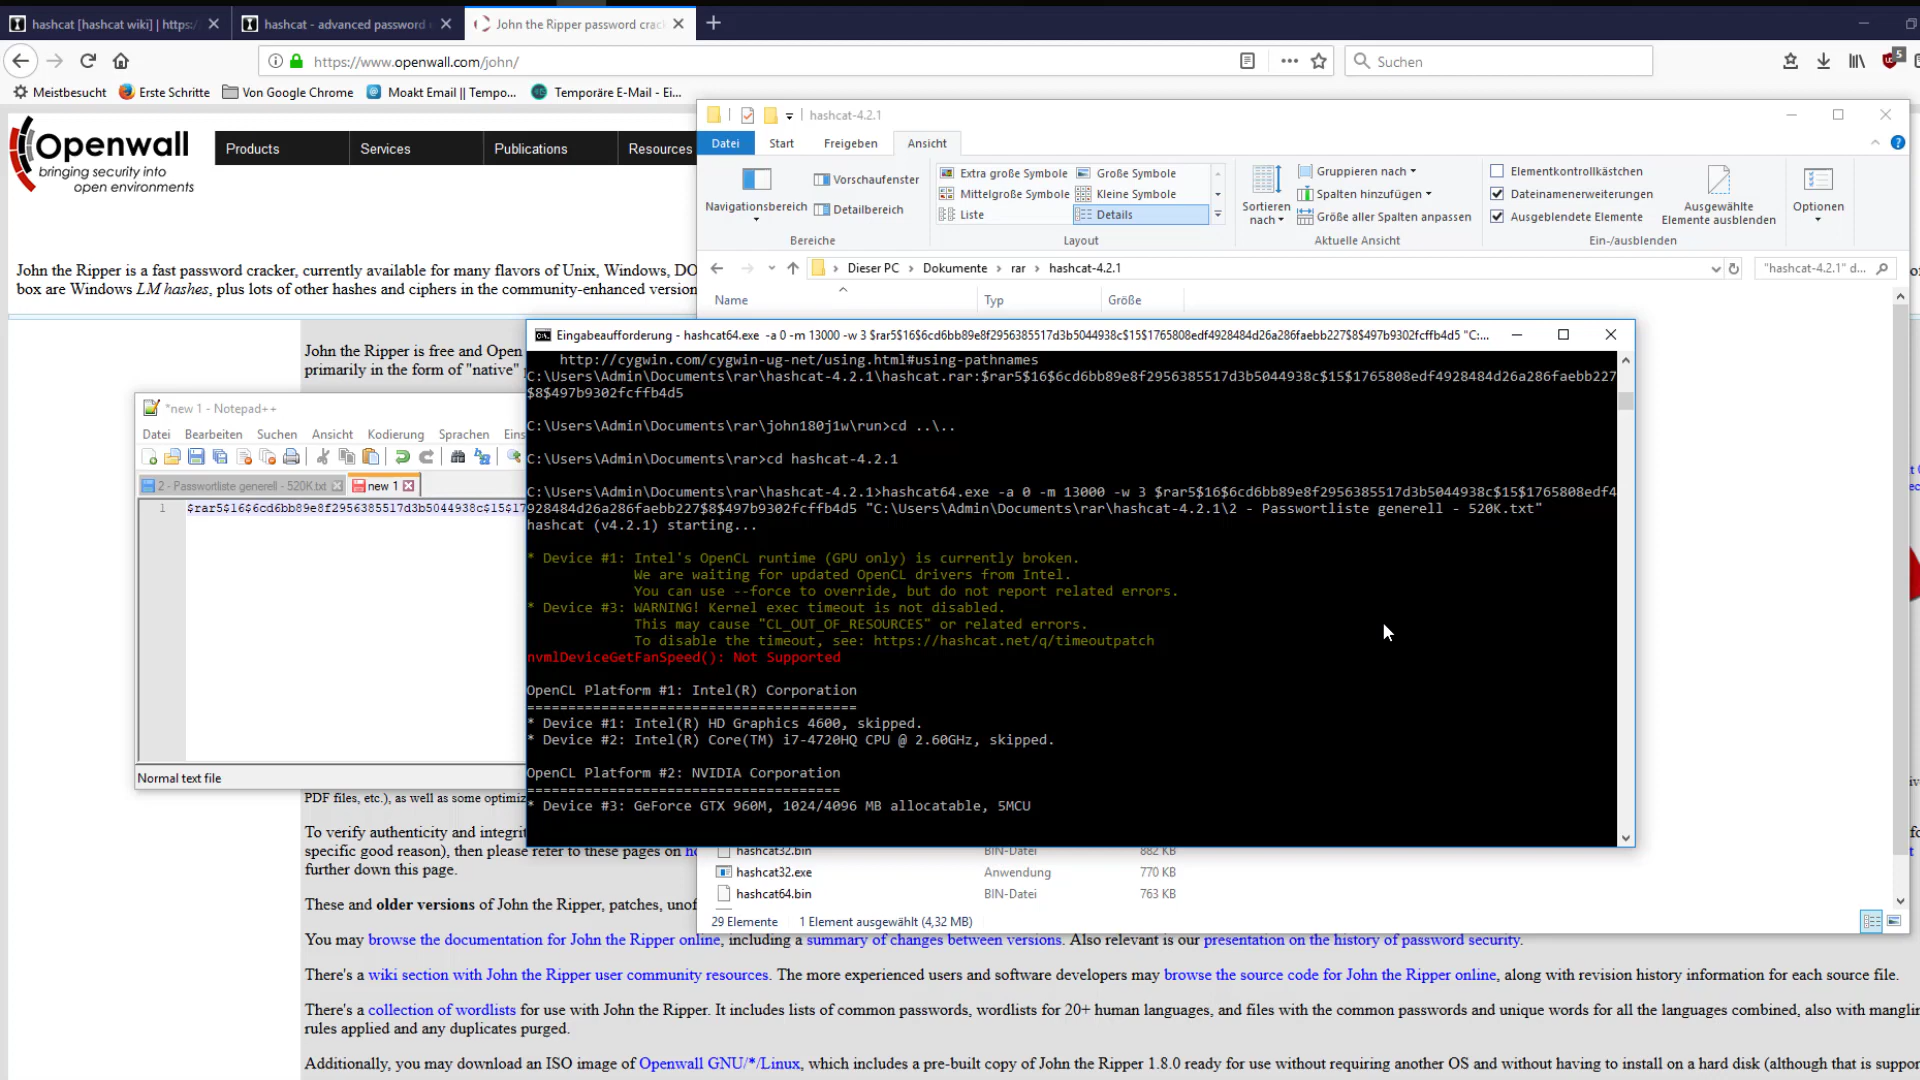 hashcat [hashcat wiki] | https:
hashcat - advanced password
John the Ripper password crac
https://www.openwall.com/john/
Suchen
5
Meistbesucht
Erste Schritte
Von Google Chrome
Moakt Email || Tempo...
Temporäre E-Mail - Ei...
Openwall
bringing security into
open environments
Products
Services
Publications
Resources
John the Ripper is a fast password cracker, currently available for many flavors of Unix, Windows, DO
box are Windows LM hashes, plus lots of other hashes and ciphers in the community-enhanced version
John the Ripper is free and Open
primarily in the form of "native"
hashcat-4.2.1
Datei
Start
Freigeben
Ansicht
Navigationsbereich
Vorschaufenster
Detailbereich
Bereiche
Extra große Symbole
Große Symbole
Mittelgroße Symbole
Kleine Symbole
Liste
Details
Layout
Sortieren
nach
Gruppieren nach
Spalten hinzufügen
Größe aller Spalten anpassen
Aktuelle Ansicht
Elementkontrollkästchen
Dateinamenerweiterungen
Ausgeblendete Elemente
Ausgewählte
Elemente ausblenden
Ein-/ausblenden
Optionen
Dieser PC
Dokumente
rar
hashcat-4.2.1
"hashcat-4.2.1" d...
Name
Typ
Größe
*new 1 - Notepad++
Datei
Bearbeiten
Suchen
Ansicht
Kodierung
Sprachen
Eins
2 - Passwortliste generell - 520K.txt
new 1
1
$rar5$16$6cd6bb89e8f2956385517d3b5044938c$15$17
Normal text file
Eingabeaufforderung - hashcat64.exe -a 0 -m 13000 -w 3 $rar5$16$6cd6bb89e8f2956385517d3b5044938c$15$1765808edf4928484d26a286faebb227$8$497b9302fcffb4d5 "C:...
http://cygwin.com/cygwin-ug-net/using.html#using-pathnames
C:\Users\Admin\Documents\rar\hashcat-4.2.1\hashcat.rar:$rar5$16$6cd6bb89e8f2956385517d3b5044938c$15$1765808edf4928484d26a286faebb227
$8$497b9302fcffb4d5
C:\Users\Admin\Documents\rar\john180j1w\run>cd ..\..
C:\Users\Admin\Documents\rar>cd hashcat-4.2.1
C:\Users\Admin\Documents\rar\hashcat-4.2.1>hashcat64.exe -a 0 -m 13000 -w 3 $rar5$16$6cd6bb89e8f2956385517d3b5044938c$15$1765808edf4
928484d26a286faebb227$8$497b9302fcffb4d5 "C:\Users\Admin\Documents\rar\hashcat-4.2.1\2 - Passwortliste generell - 520K.txt"
hashcat (v4.2.1) starting...
* Device #1: Intel's OpenCL runtime (GPU only) is currently broken.
We are waiting for updated OpenCL drivers from Intel.
You can use --force to override, but do not report related errors.
* Device #3: WARNING! Kernel exec timeout is not disabled.
This may cause "CL_OUT_OF_RESOURCES" or related errors.
To disable the timeout, see: https://hashcat.net/q/timeoutpatch
nvmlDeviceGetFanSpeed(): Not Supported
OpenCL Platform #1: Intel(R) Corporation
========================================
* Device #1: Intel(R) HD Graphics 4600, skipped.
* Device #2: Intel(R) Core(TM) i7-4720HQ CPU @ 2.60GHz, skipped.
OpenCL Platform #2: NVIDIA Corporation
======================================
* Device #3: GeForce GTX 960M, 1024/4096 MB allocatable, 5MCU
hashcat32.bin
BIN-Datei
882 KB
hashcat32.exe
Anwendung
770 KB
hashcat64.bin
BIN-Datei
763 KB
29 Elemente
1 Element ausgewählt (4,32 MB)
PDF files, etc.), as well as some optimiz
To verify authenticity and integrit
specific good reason), then please refer to these pages on h
further down this page.
These and older versions of John the Ripper, patches, unof
You may browse the documentation for John the Ripper online, including a summary of changes between versions. Also relevant is our presentation on the history of password security.
There's a wiki section with John the Ripper user community resources. The more experienced users and software developers may browse the source code for John the Ripper online, along with revision history information for each source file.
There's a collection of wordlists for use with John the Ripper. It includes lists of common passwords, wordlists for 20+ human languages, and files with the common passwords and unique words for all the languages combined, also with manglin
rules applied and any duplicates purged.
Additionally, you may download an ISO image of Openwall GNU/*/Linux, which includes a pre-built copy of John the Ripper 1.8.0 ready for use without requiring another OS and without having to install on a hard disk (although that is suppor